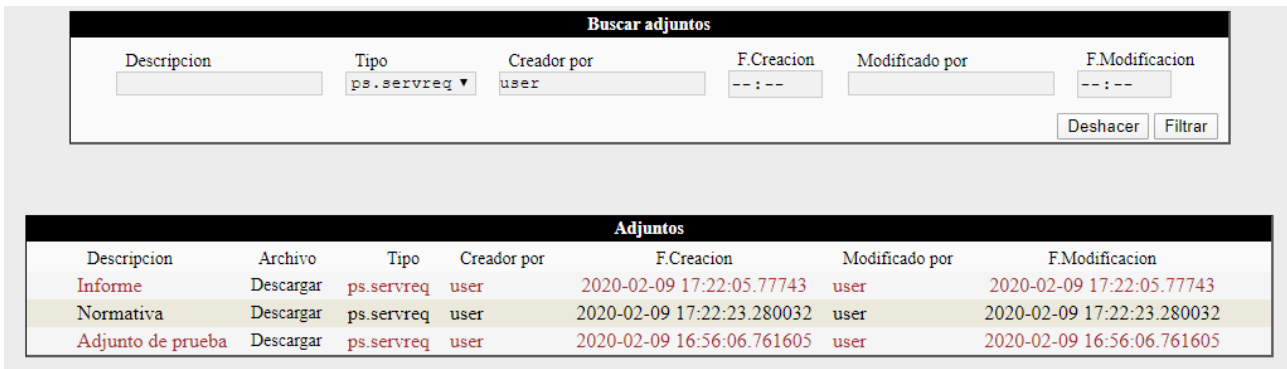 Buscar adjuntos
Descripcion Tipo Creador por F.Creacion Modificado por F.Modificacion
ps.servreq ▼ user --:-- --:--
Deshacer Filtrar
Adjuntos
Descripcion Archivo Tipo Creador por F.Creacion Modificado por F.Modificacion
Informe Descargar ps.servreq user 2020-02-09 17:22:05.77743 user 2020-02-09 17:22:05.77743
Normativa Descargar ps.servreq user 2020-02-09 17:22:23.280032 user 2020-02-09 17:22:23.280032
Adjunto de prueba Descargar ps.servreq user 2020-02-09 16:56:06.761605 user 2020-02-09 16:56:06.761605